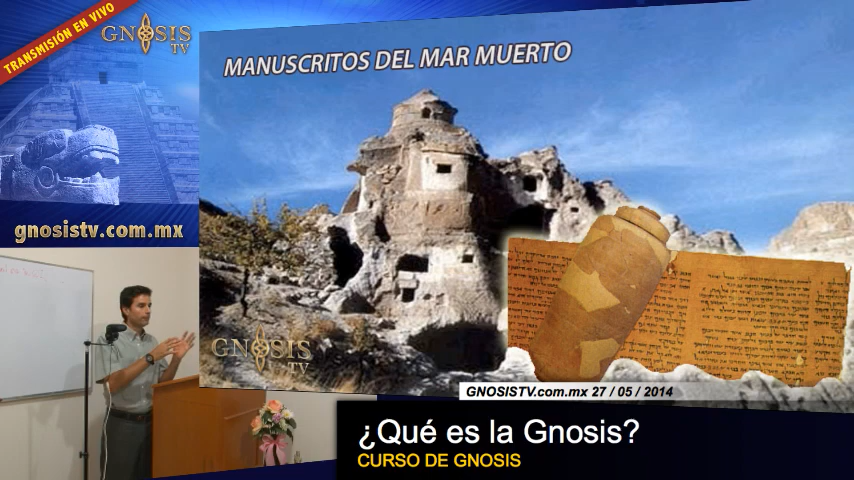 TRANSMISIÓN EN VIVO
GNOSIS
TV
MANUSCRITOS DEL MAR MUERTO
gnosistv.com.mx
GNOSIS
TV
GNOSISTV.com.mx 27 / 05 / 2014
¿Qué es la Gnosis?
CURSO DE GNOSIS